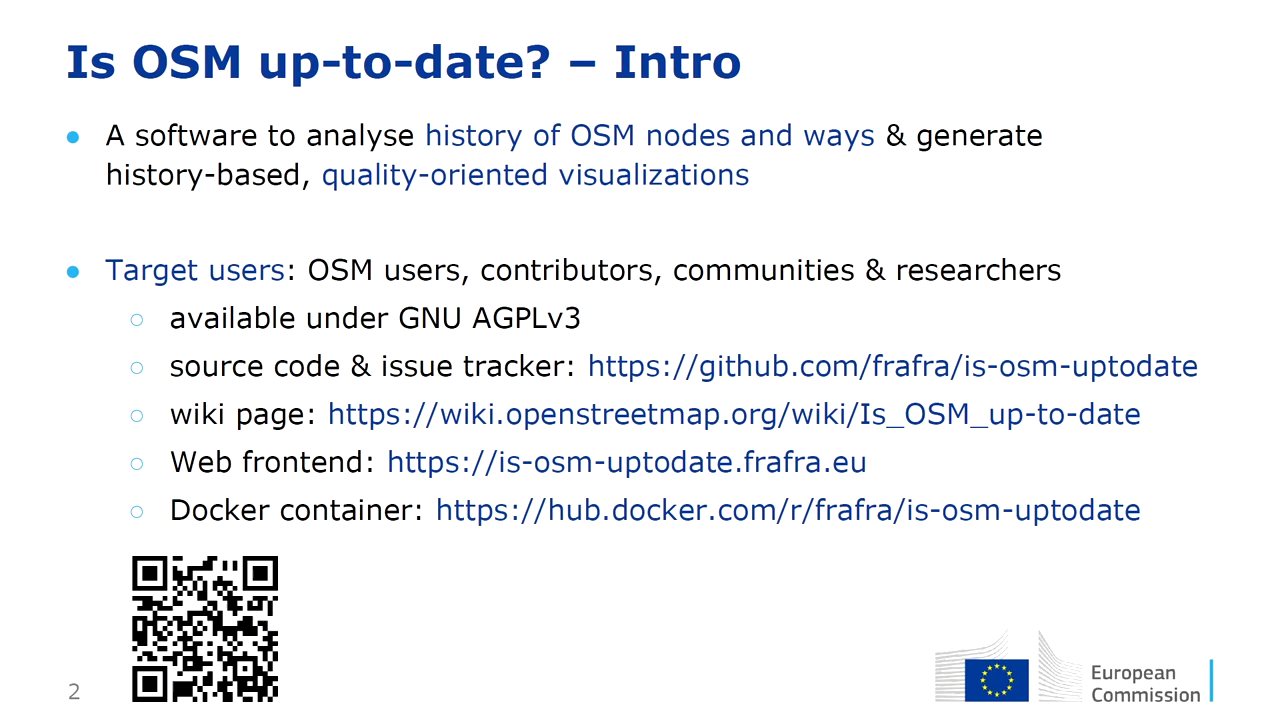 Is OSM up-to-date? – Intro
● A software to analyse history of OSM nodes and ways & generate
history-based, quality-oriented visualizations
● Target users: OSM users, contributors, communities & researchers
○ available under GNU AGPLv3
○ source code & issue tracker: https://github.com/frafra/is-osm-uptodate
○ wiki page: https://wiki.openstreetmap.org/wiki/Is_OSM_up-to-date
○ Web frontend: https://is-osm-uptodate.frafra.eu
○ Docker container: https://hub.docker.com/r/frafra/is-osm-uptodate
2
European
Commission